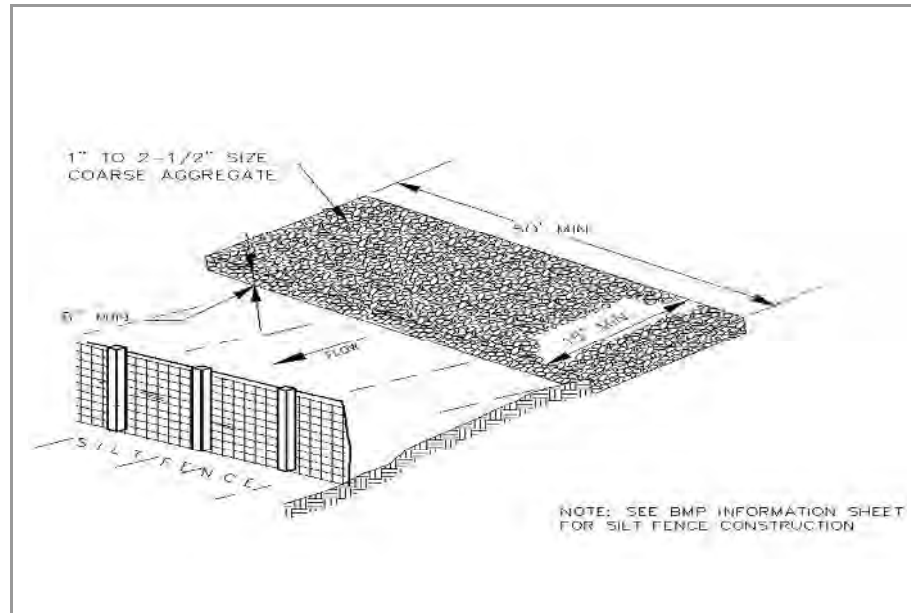 1" TO 2-1/2" SIZE
COARSE AGGREGATE
50' MIN.
MIN.
MIN.
FLOW
SILT FENCE
NOTE: SEE BMP INFORMATION SHEET
FOR SILT FENCE CONSTRUCTION